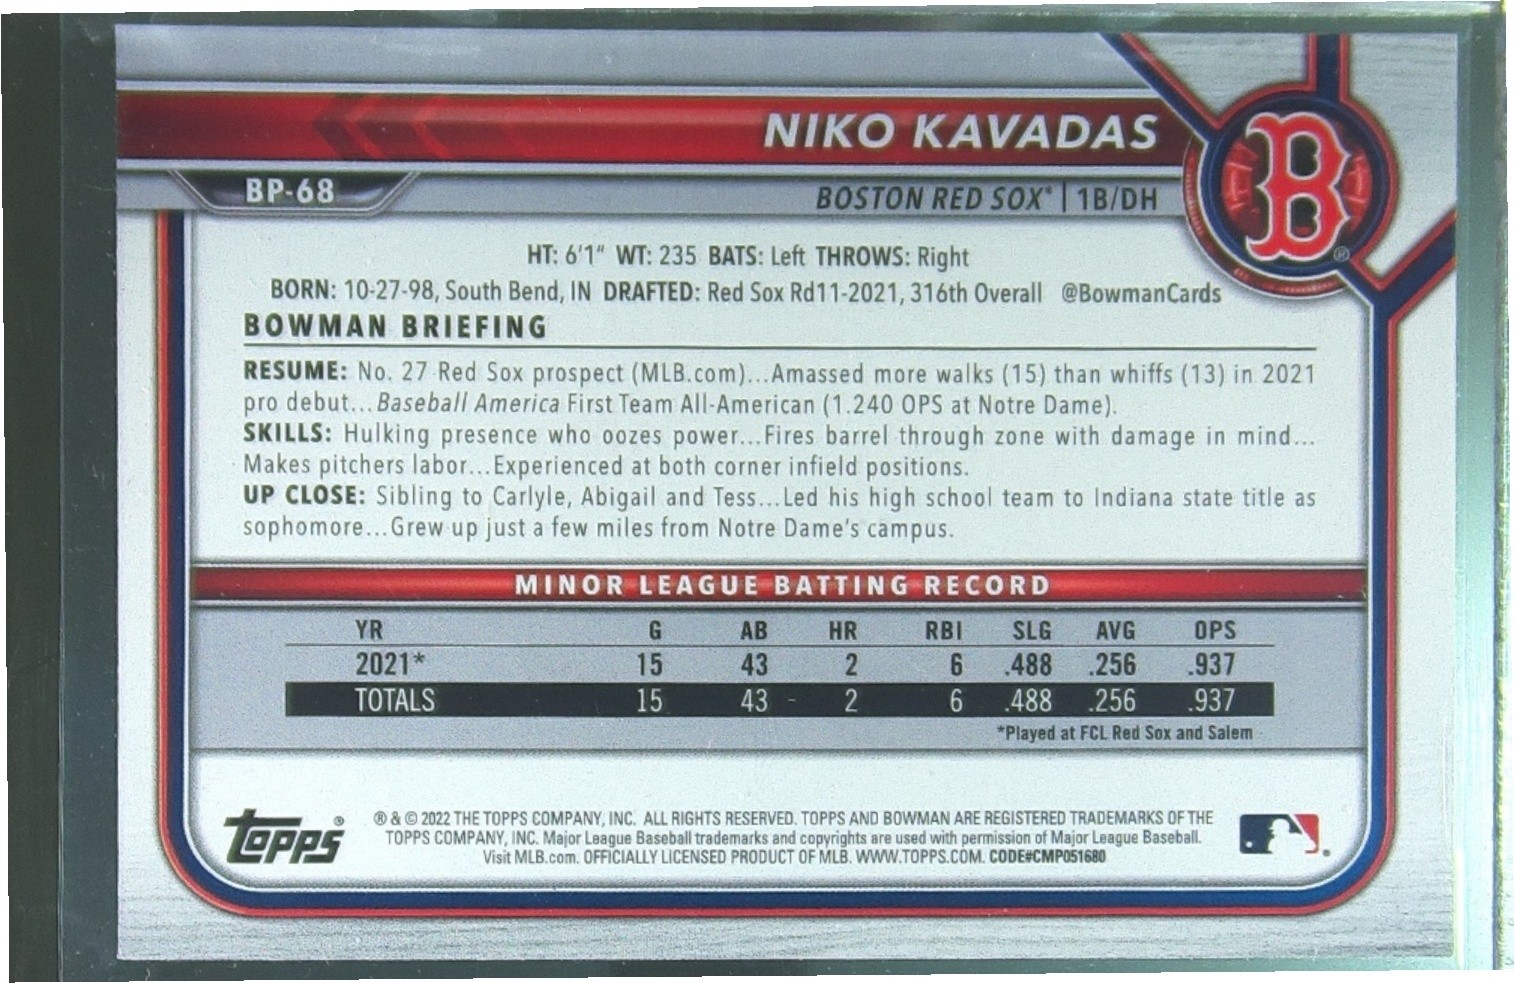 NIKO KAVADAS
BP-68
BOSTON RED SOX® | 1B/DH
B
®
HT: 6'1" WT: 235 BATS: Left THROWS: Right
BORN: 10-27-98, South Bend, IN DRAFTED: Red Sox Rd11-2021, 316th Overall @BowmanCards
BOWMAN BRIEFING
RESUME: No. 27 Red Sox prospect (MLB.com)...Amassed more walks (15) than whiffs (13) in 2021
pro debut...Baseball America First Team All-American (1.240 OPS at Notre Dame).
SKILLS: Hulking presence who oozes power...Fires barrel through zone with damage in mind...
Makes pitchers labor...Experienced at both corner infield positions.
UP CLOSE: Sibling to Carlyle, Abigail and Tess...Led his high school team to Indiana state title as
sophomore...Grew up just a few miles from Notre Dame's campus.
MINOR LEAGUE BATTING RECORD
YR G AB HR RBI SLG AVG OPS
2021* 15 43 2 6 .488 .256 .937
TOTALS 15 43 2 6 .488 .256 .937
*Played at FCL Red Sox and Salem
TOPPS®
® & © 2022 THE TOPPS COMPANY, INC. ALL RIGHTS RESERVED. TOPPS AND BOWMAN ARE REGISTERED TRADEMARKS OF THE
TOPPS COMPANY, INC. Major League Baseball trademarks and copyrights are used with permission of Major League Baseball.
Visit MLB.com. OFFICIALLY LICENSED PRODUCT OF MLB. WWW.TOPPS.COM. CODE#CMP051680